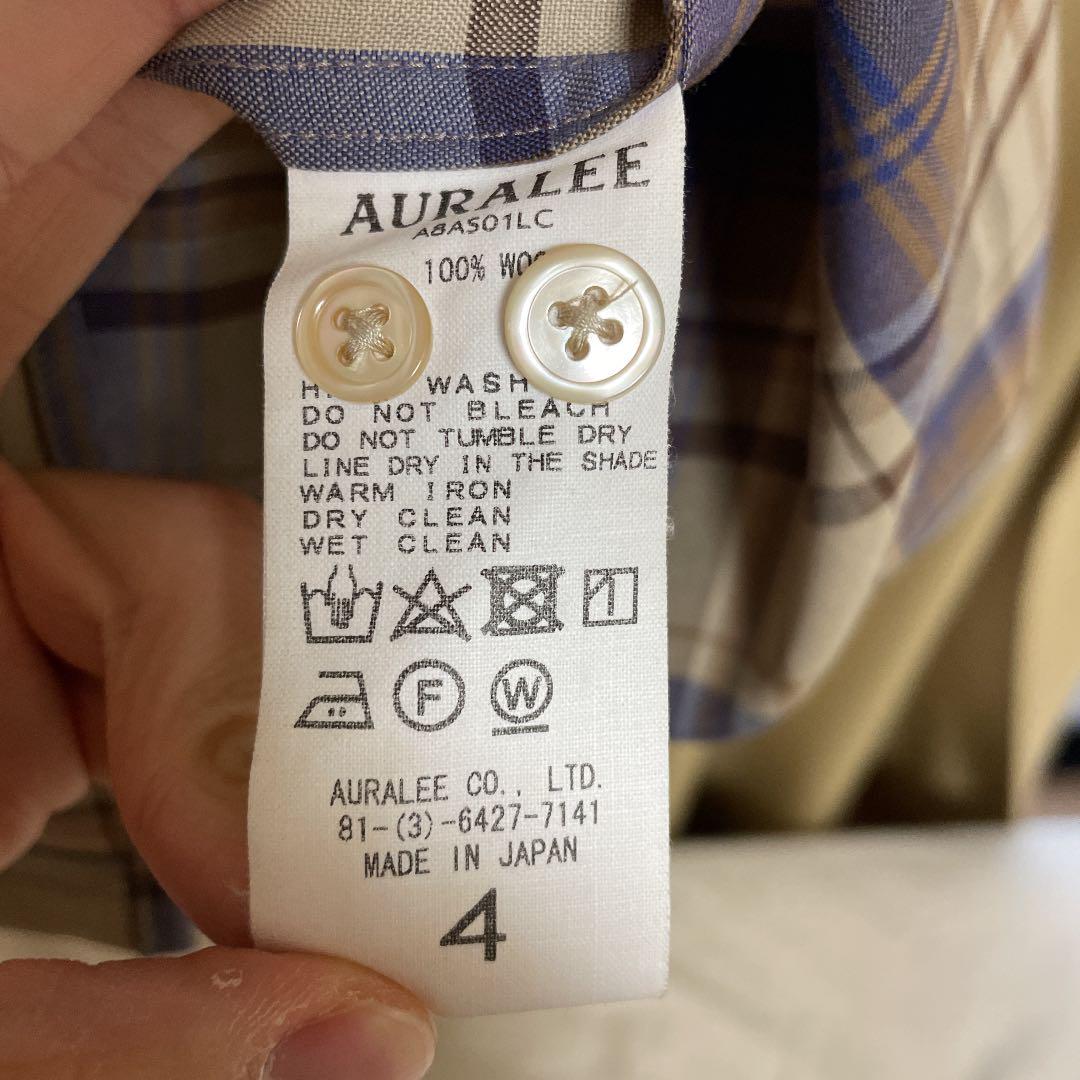 AURALEE
A8AS01LC
100%
WASH
DO NOT BLEACH
DO NOT TUMBLE DRY
LINE DRY IN THE SHADE
WARM IRON
DRY CLEAN
WET CLEAN
F W
AURALEE CO., LTD.
81-(3)-6427-7141
MADE IN JAPAN
4